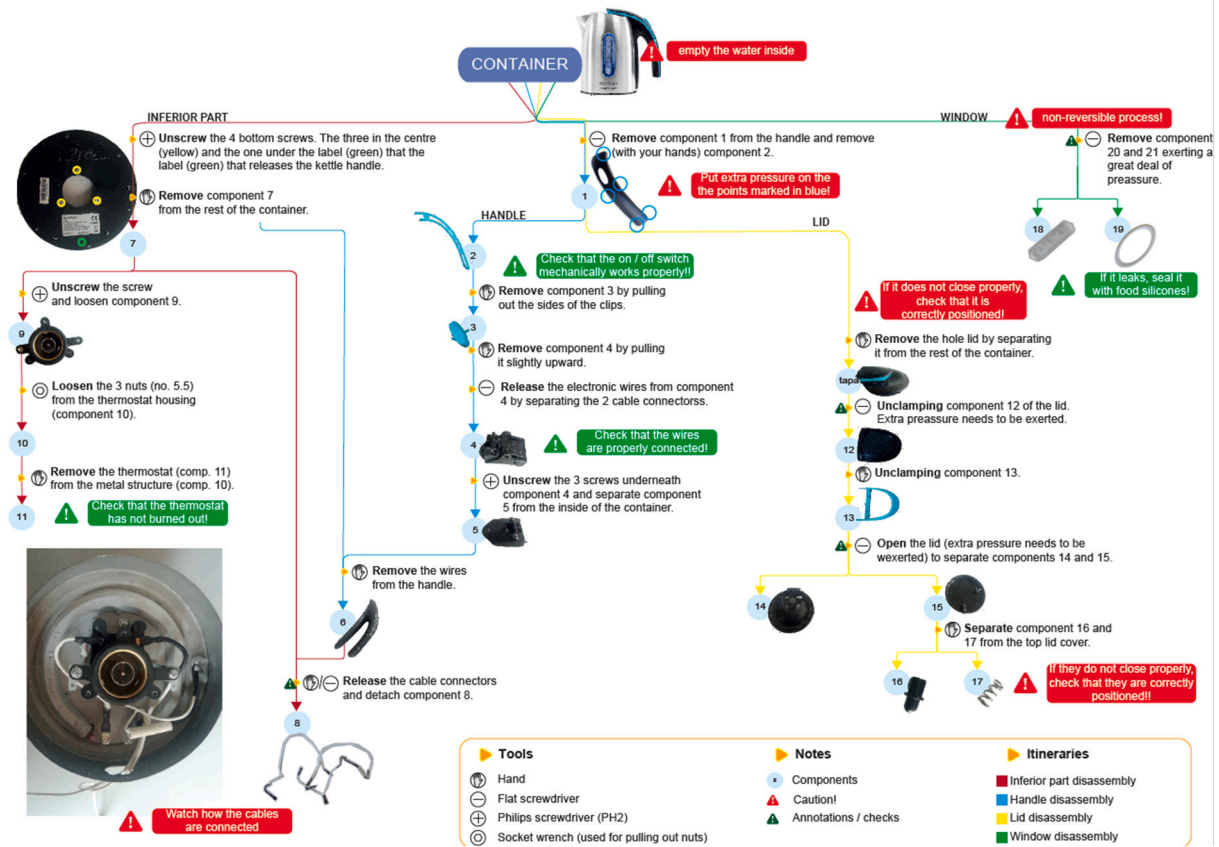 CONTAINER
empty the water inside
INFERIOR PART
Unscrew the 4 bottom screws. The three in the centre
(yellow) and the one under the label (green) that the
label (green) that releases the kettle handle.
Remove component 7
from the rest of the container.
7
Unscrew the screw
and loosen component 9.
9
Loosen the 3 nuts (no. 5.5)
from the thermostat housing
(component 10).
10
Remove the thermostat (comp. 11)
from the metal structure (comp. 10).
11
Check that the thermostat
has not burned out!
Watch how the cables
are connected
Remove component 1 from the handle and remove
(with your hands) component 2.
Put extra pressure on the
the points marked in blue!
1
HANDLE
2
Check that the on / off switch
mechanically works properly!!
Remove component 3 by pulling
out the sides of the clips.
3
Remove component 4 by pulling
it slightly upward.
Release the electronic wires from component
4 by separating the 2 cable connectorss.
4
Check that the wires
are properly connected!
Unscrew the 3 screws underneath
component 4 and separate component
5 from the inside of the container.
5
Remove the wires
from the handle.
6
Release the cable connectors
and detach component 8.
8
LID
If it does not close properly,
check that it is
correctly positioned!
Remove the hole lid by separating
it from the rest of the container.
tapa
Unclamping component 12 of the lid.
Extra preassure needs to be exerted.
12
Unclamping component 13.
13
Open the lid (extra pressure needs to be
wexerted) to separate components 14 and 15.
14
15
Separate component 16 and
17 from the top lid cover.
16
17
If they do not close properly,
check that they are correctly
positioned!!
WINDOW
non-reversible process!
Remove component
20 and 21 exerting a
great deal of
preassure.
18
19
If it leaks, seal it
with food silicones!
Tools
Hand
Flat screwdriver
Philips screwdriver (PH2)
Socket wrench (used for pulling out nuts)
Notes
x Components
Caution!
Annotations / checks
Itineraries
Inferior part disassembly
Handle disassembly
Lid disassembly
Window disassembly